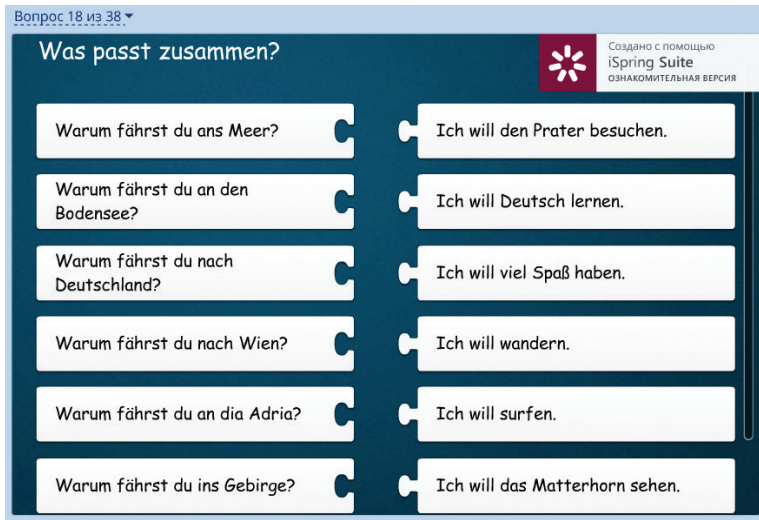 Вопрос 18 из 38
Was passt zusammen?
Создано с помощью
iSpring Suite
ОЗНАКОМИТЕЛЬНАЯ ВЕРСИЯ
Warum fährst du ans Meer?
Ich will den Prater besuchen.
Warum fährst du an den
Bodensee?
Ich will Deutsch lernen.
Warum fährst du nach
Deutschland?
Ich will viel Spaß haben.
Warum fährst du nach Wien?
Ich will wandern.
Warum fährst du an dia Adria?
Ich will surfen.
Warum fährst du ins Gebirge?
Ich will das Matterhorn sehen.